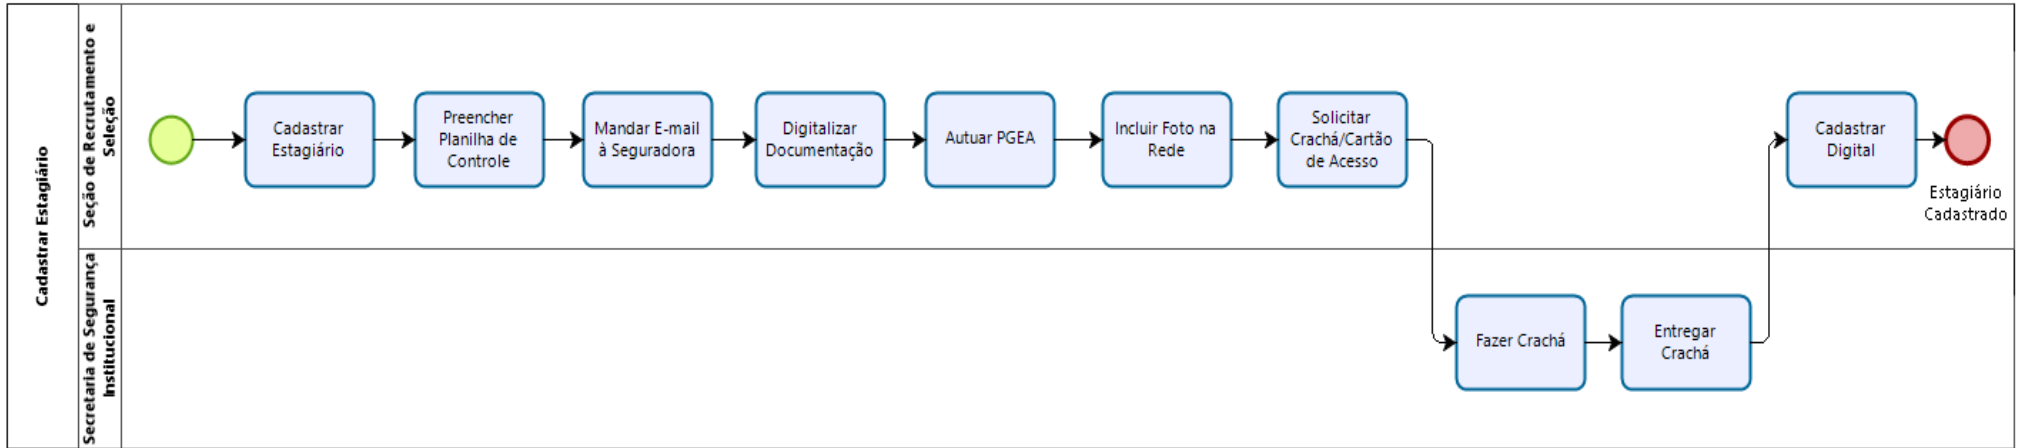 Cadastrar Estagiário
Seção de Recrutamento e
Seleção
Cadastrar
Estagiário
Preencher
Planilha de
Controle
Mandar E-mail
à Seguradora
Digitalizar
Documentação
Autuar PGEA
Incluir Foto na
Rede
Solicitar
Crachá/Cartão
de Acesso
Cadastrar
Digital
Estagiário
Cadastrado
Secretaria de Segurança
Institucional
Fazer Crachá
Entregar
Crachá